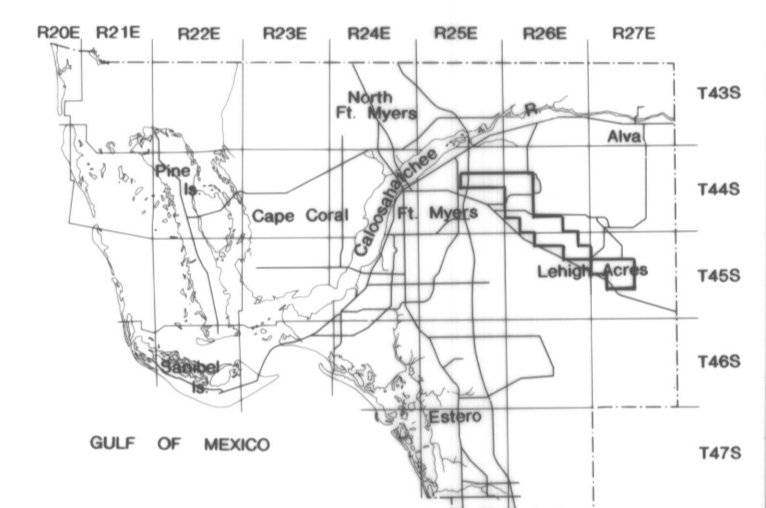 R20E R21E R22E R23E R24E R25E R26E R27E
T43S
North
Ft. Myers
R.
Alva
Pine
Is.
T44S
Caloosahatchee
Cape Coral
Ft. Myers
Lehigh Acres
T45S
Sanibel
Is.
T46S
Estero
GULF OF MEXICO
T47S